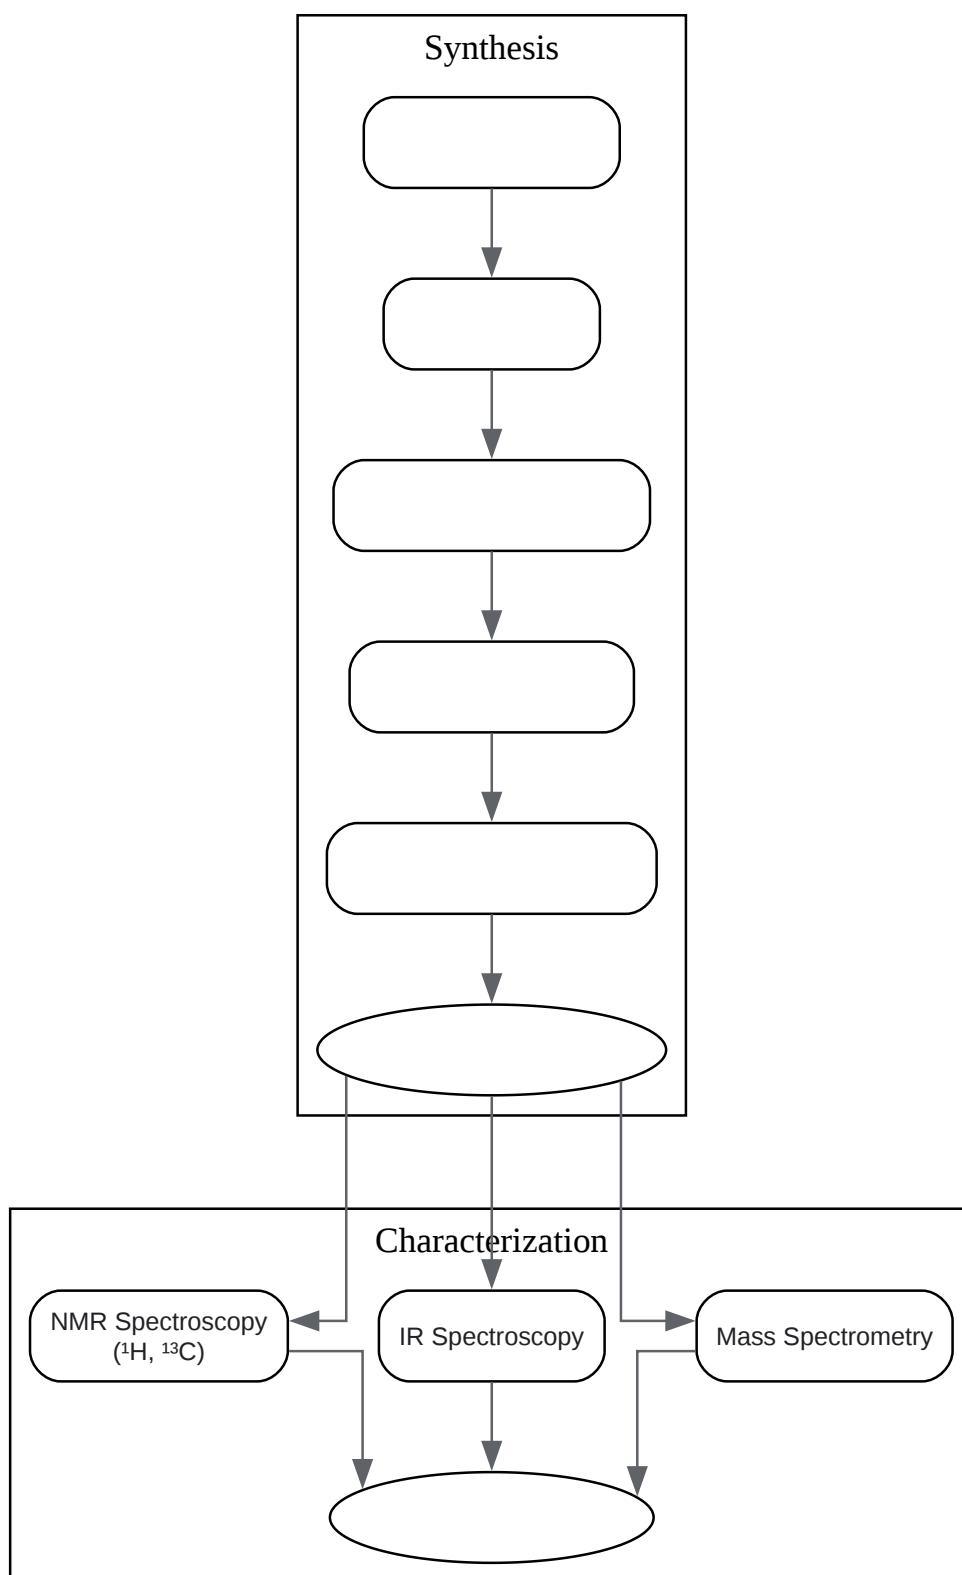 Synthesis
Characterization
NMR Spectroscopy
(¹H, ¹³C)
IR Spectroscopy
Mass Spectrometry